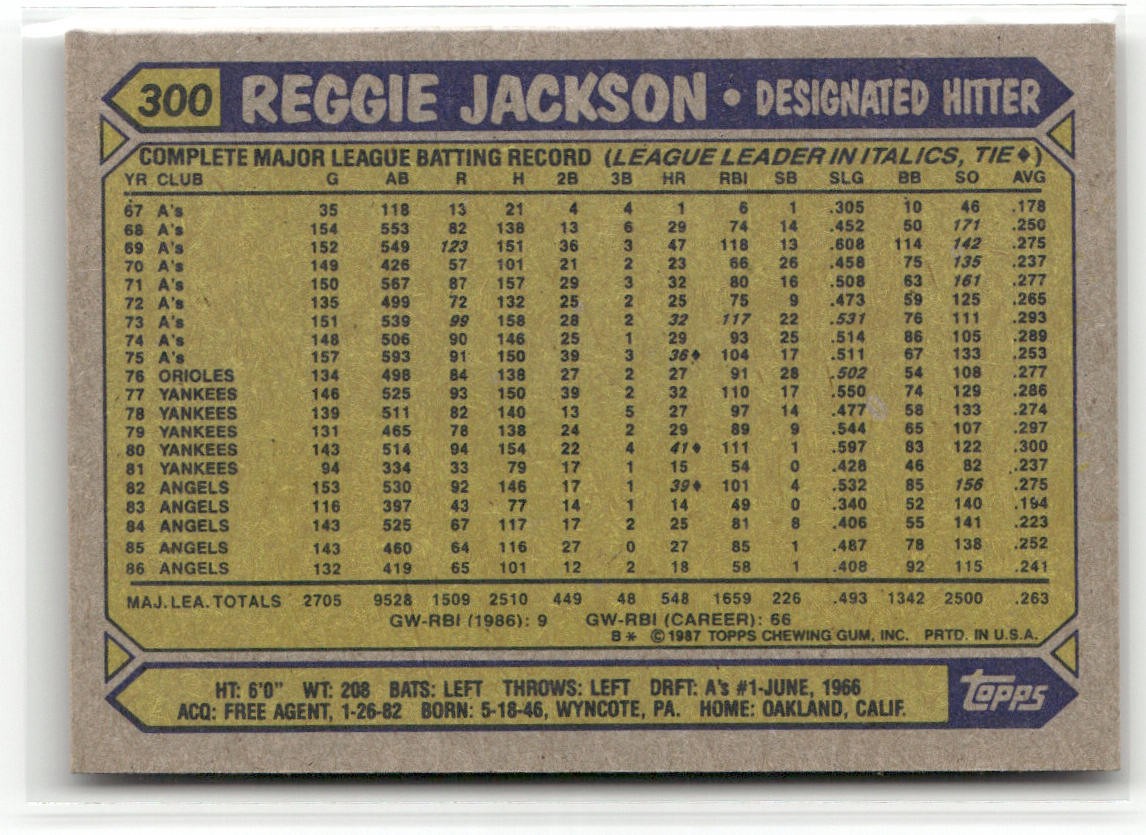 300 REGGIE JACKSON • DESIGNATED HITTER
COMPLETE MAJOR LEAGUE BATTING RECORD (LEAGUE LEADER IN ITALICS, TIE♦)
YR CLUB G AB R H 2B 3B HR RBI SB SLG BB SO AVG
67 A's 35 118 13 21 4 4 1 6 1 .305 10 46 .178
68 A's 154 553 82 138 13 6 29 74 14 .452 50 171 .250
69 A's 152 549 123 151 36 3 47 118 13 .608 114 142 .275
70 A's 149 426 57 101 21 2 23 66 26 .458 75 135 .237
71 A's 150 567 87 157 29 3 32 80 16 .508 63 161 .277
72 A's 135 499 72 132 25 2 25 75 9 .473 59 125 .265
73 A's 151 539 99 158 28 2 32 117 22 .531 76 111 .293
74 A's 148 506 90 146 25 1 29 93 25 .514 86 105 .289
75 A's 157 593 91 150 39 3 36♦ 104 17 .511 67 133 .253
76 ORIOLES 134 498 84 138 27 2 27 91 28 .502 54 108 .277
77 YANKEES 146 525 93 150 39 2 32 110 17 .550 74 129 .286
78 YANKEES 139 511 82 140 13 5 27 97 14 .477 58 133 .274
79 YANKEES 131 465 78 138 24 2 29 89 9 .544 65 107 .297
80 YANKEES 143 514 94 154 22 4 41♦ 111 1 .597 83 122 .300
81 YANKEES 94 334 33 79 17 1 15 54 0 .428 46 82 .237
82 ANGELS 153 530 92 146 17 1 39♦ 101 4 .532 85 156 .275
83 ANGELS 116 397 43 77 14 1 14 49 0 .340 52 140 .194
84 ANGELS 143 525 67 117 17 2 25 81 8 .406 55 141 .223
85 ANGELS 143 460 64 116 27 0 27 85 1 .487 78 138 .252
86 ANGELS 132 419 65 101 12 2 18 58 1 .408 92 115 .241
MAJ. LEA. TOTALS 2705 9528 1509 2510 449 48 548 1659 226 .493 1342 2500 .263
GW-RBI (1986): 9 GW-RBI (CAREER): 66
B* ©1987 TOPPS CHEWING GUM, INC. PRTD. IN U.S.A.
HT: 6'0" WT: 208 BATS: LEFT THROWS: LEFT DRFT: A's #1-JUNE, 1966
ACQ: FREE AGENT, 1-26-82 BORN: 5-18-46, WYNCOTE, PA. HOME: OAKLAND, CALIF.
topps